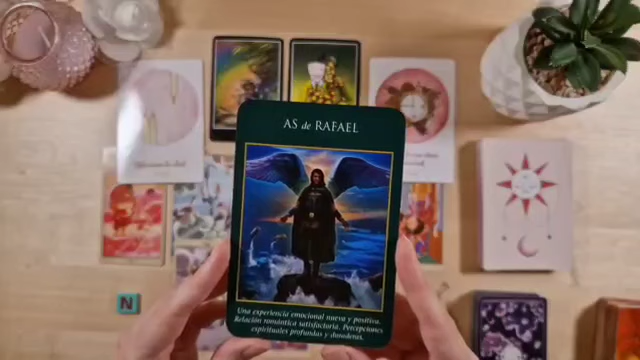 AS de RAFAEL
Una experiencia emocional nueva y positiva.
Relación romántica satisfactoria. Percepciones
espirituales profundas y duraderas.
N